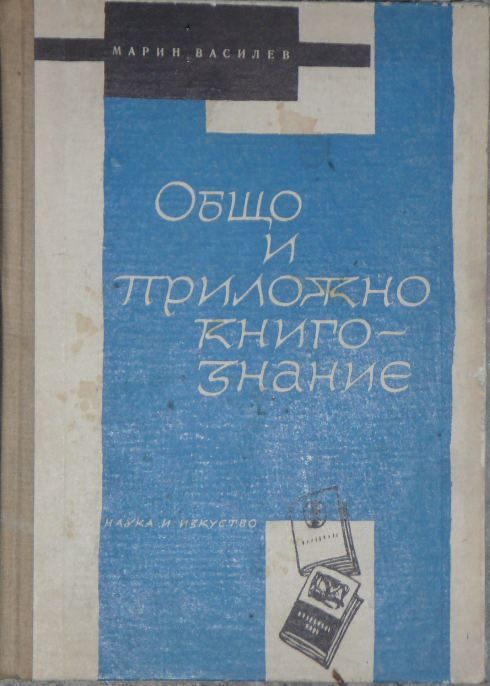 МАРИН ВАСИЛЕВ
ОБЩО
И
ПРИЛОЖНО
КНИГО-
ЗНАНИЕ
НАУКА И ИЗКУСТВО